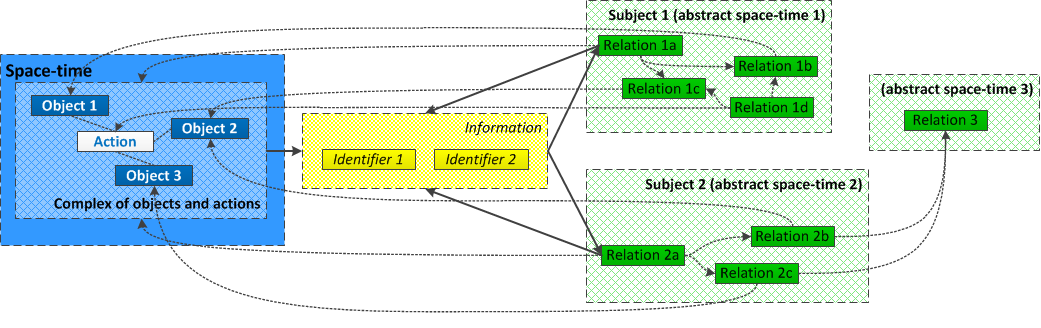 Space-time
Object 1
Action
Object 2
Object 3
Complex of objects and actions
Information
Identifier 1
Identifier 2
Subject 1 (abstract space-time 1)
Relation 1a
Relation 1b
Relation 1c
Relation 1d
Subject 2 (abstract space-time 2)
Relation 2a
Relation 2b
Relation 2c
(abstract space-time 3)
Relation 3